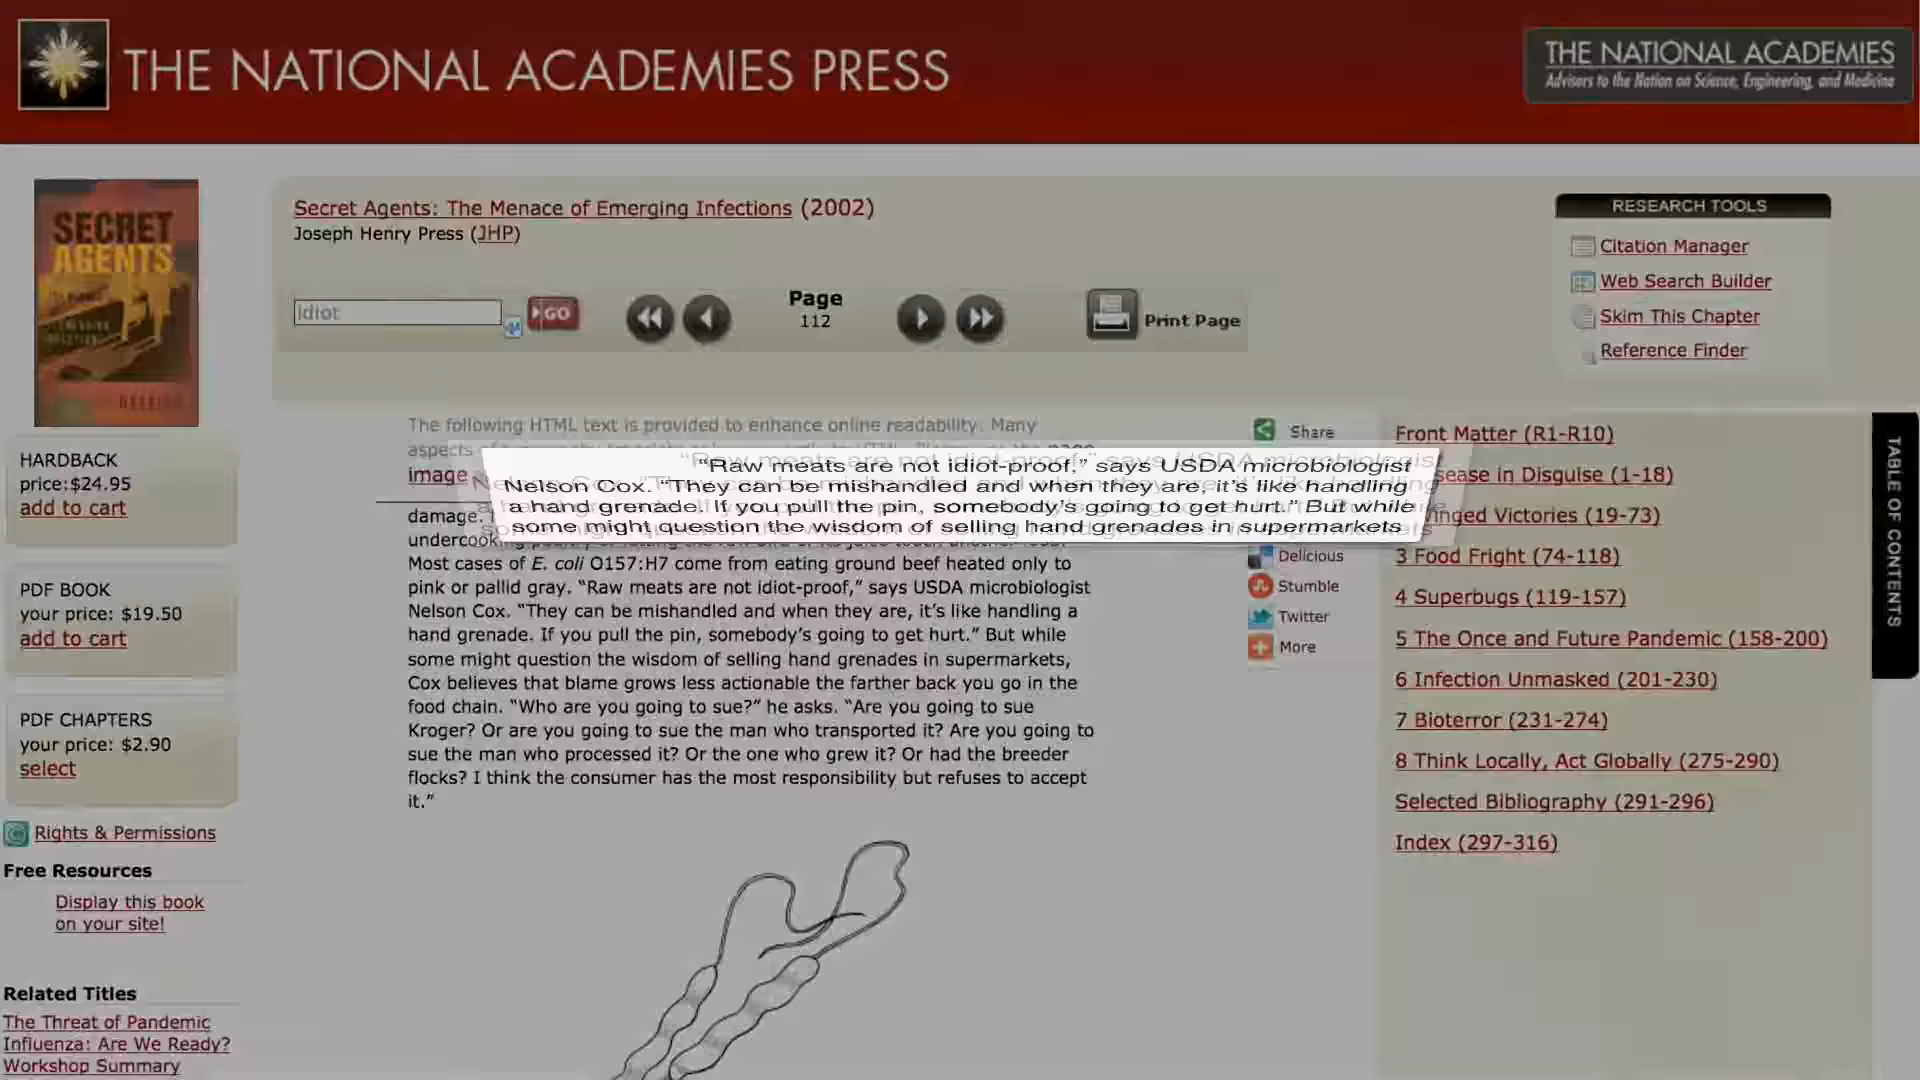 THE NATIONAL ACADEMIES PRESS
THE NATIONAL ACADEMIES
Advisers to the Nation on Science, Engineering, and Medicine
SECRET
AGENTS
Secret Agents: The Menace of Emerging Infections (2002)
Joseph Henry Press (JHP)
idiot
GO
Page
112
Print Page
RESEARCH TOOLS
Citation Manager
Web Search Builder
Skim This Chapter
Reference Finder
HARDBACK
price:$24.95
add to cart
PDF BOOK
your price: $19.50
add to cart
PDF CHAPTERS
your price: $2.90
select
Rights & Permissions
Free Resources
Display this book
on your site!
Related Titles
The Threat of Pandemic
Influenza: Are We Ready?
Workshop Summary
The following HTML text is provided to enhance online readability. Many
aspects
image
“Raw meats are not idiot-proof,” says USDA microbiologist
Nelson Cox. “They can be mishandled and when they are, it’s like handling
a hand grenade. If you pull the pin, somebody’s going to get hurt.” But while
some might question the wisdom of selling hand grenades in supermarkets
damage.
Most cases of E. coli O157:H7 come from eating ground beef heated only to
pink or pallid gray. “Raw meats are not idiot-proof,” says USDA microbiologist
Nelson Cox. “They can be mishandled and when they are, it’s like handling a
hand grenade. If you pull the pin, somebody’s going to get hurt.” But while
some might question the wisdom of selling hand grenades in supermarkets,
Cox believes that blame grows less actionable the farther back you go in the
food chain. “Who are you going to sue?” he asks. “Are you going to sue
Kroger? Or are you going to sue the man who transported it? Are you going to
sue the man who processed it? Or the one who grew it? Or had the breeder
flocks? I think the consumer has the most responsibility but refuses to accept
it.”
Share
Delicious
Stumble
Twitter
More
Front Matter (R1-R10)
in Disguise (1-18)
Victories (19-73)
3 Food Fright (74-118)
4 Superbugs (119-157)
5 The Once and Future Pandemic (158-200)
6 Infection Unmasked (201-230)
7 Bioterror (231-274)
8 Think Locally, Act Globally (275-290)
Selected Bibliography (291-296)
Index (297-316)
TABLE OF CONTENTS